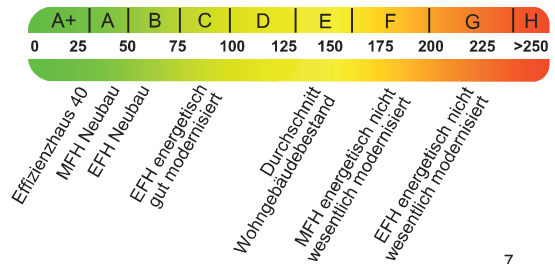 A+ A B C D E F G H
0 25 50 75 100 125 150 175 200 225 >250
Effizienzhaus 40
MFH Neubau
EFH Neubau
EFH energetisch
gut modernisiert
Durchschnitt
Wohngebäudebestand
MFH energetisch nicht
wesentlich modernisiert
EFH energetisch nicht
wesentlich modernisiert
7